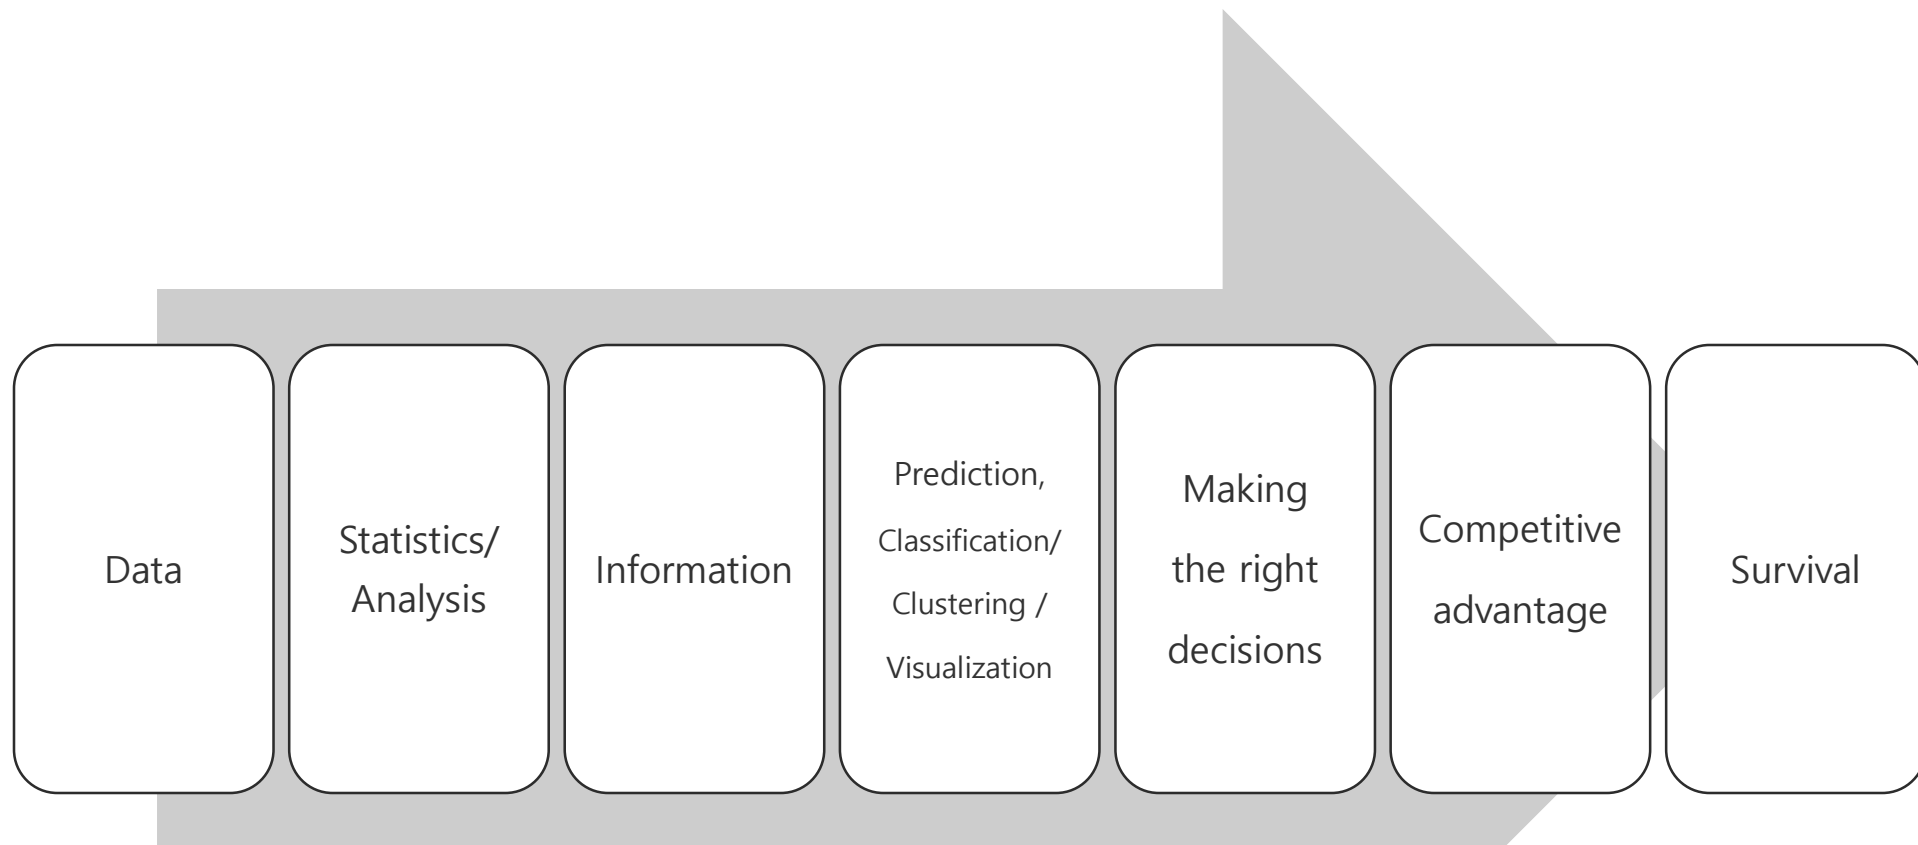 Data
Statistics/
Analysis
Information
Prediction,
Classification/
Clustering /
Visualization
Making
the right
decisions
Competitive
advantage
Survival